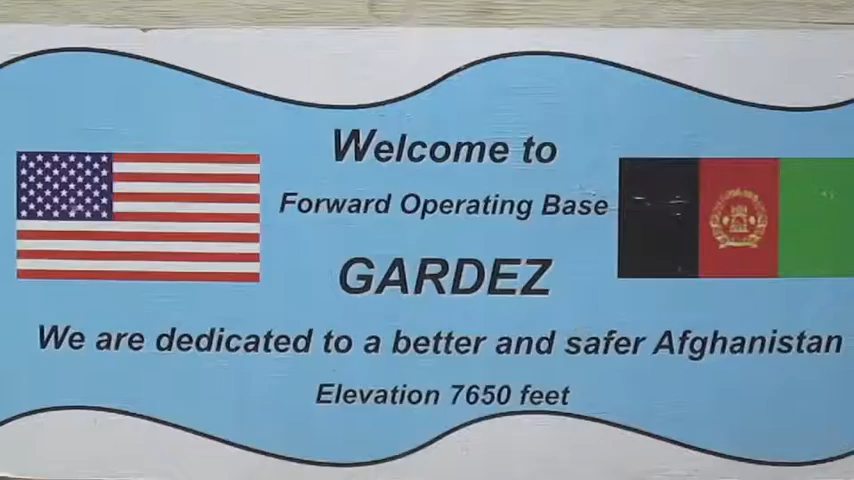 Welcome to
Forward Operating Base
GARDEZ
We are dedicated to a better and safer Afghanistan
Elevation 7650 feet